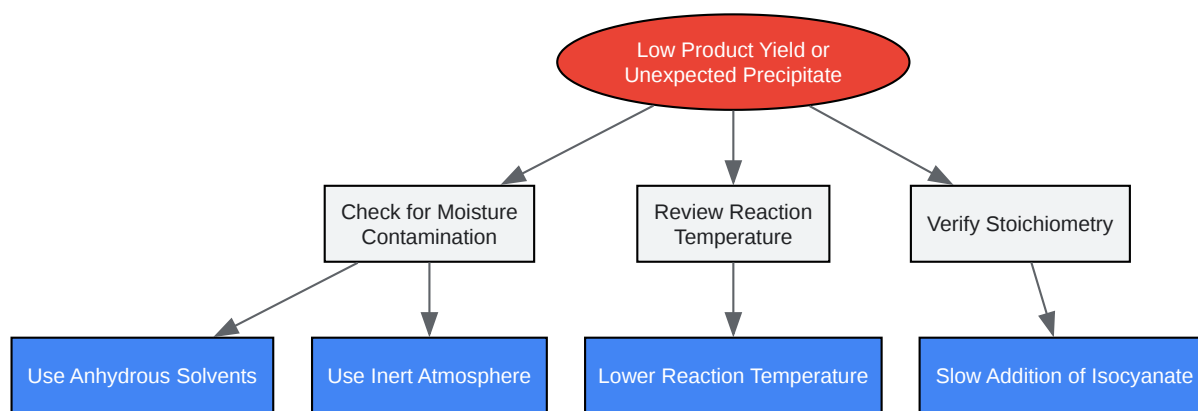 Low Product Yield or
Unexpected Precipitate
Check for Moisture
Contamination
Review Reaction
Temperature
Verify Stoichiometry
Use Anhydrous Solvents
Use Inert Atmosphere
Lower Reaction Temperature
Slow Addition of Isocyanate